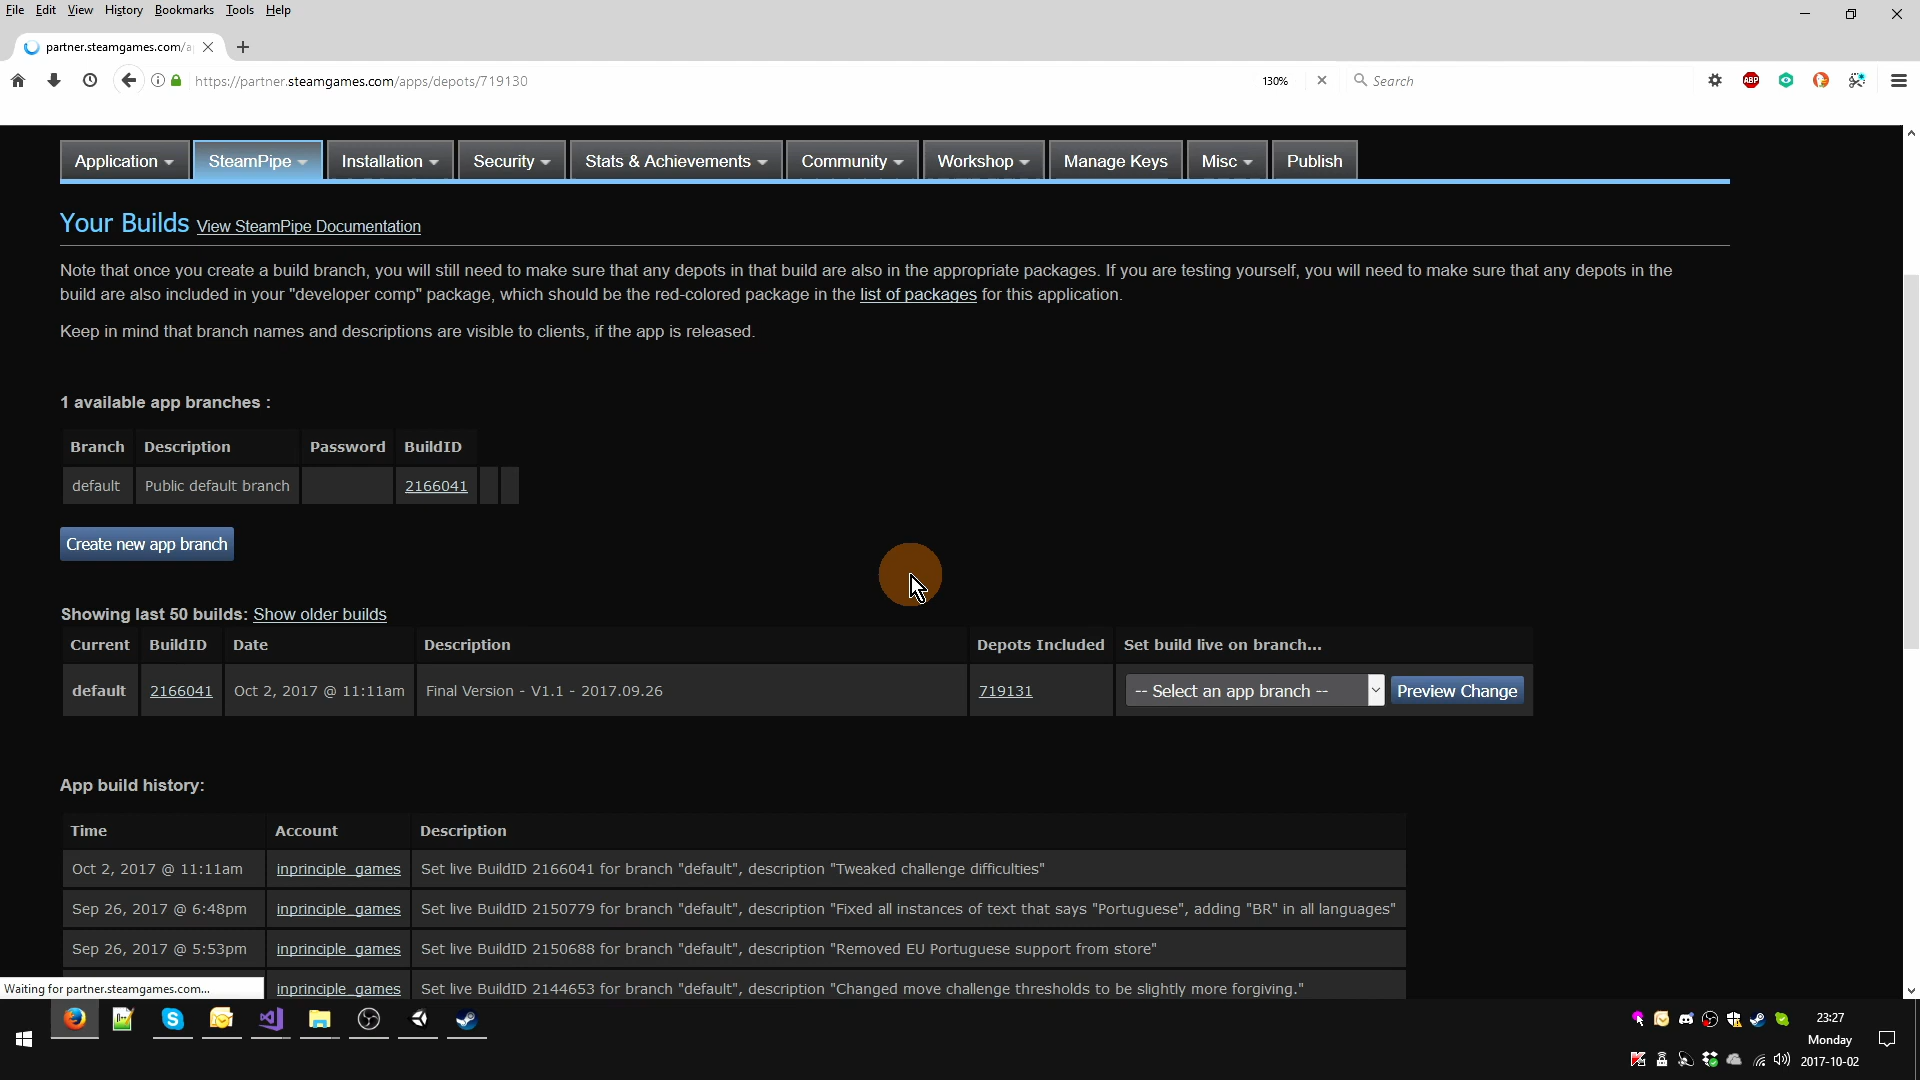 File Edit View History Bookmarks Tools Help
partner.steamgames.com/a
https://partner.steamgames.com/apps/depots/719130 130% Search ABP
Application SteamPipe Installation Security Stats & Achievements Community Workshop Manage Keys Misc Publish
Your Builds View SteamPipe Documentation
Note that once you create a build branch, you will still need to make sure that any depots in that build are also in the appropriate packages. If you are testing yourself, you will need to make sure that any depots in the
build are also included in your "developer comp" package, which should be the red-colored package in the list of packages for this application.
Keep in mind that branch names and descriptions are visible to clients, if the app is released.
1 available app branches :
Branch Description Password BuildID
default Public default branch 2166041
Create new app branch
Showing last 50 builds: Show older builds
Current BuildID Date Description Depots Included Set build live on branch...
default 2166041 Oct 2, 2017 @ 11:11am Final Version - V1.1 - 2017.09.26 719131 -- Select an app branch -- Preview Change
App build history:
Time Account Description
Oct 2, 2017 @ 11:11am inprinciple_games Set live BuildID 2166041 for branch "default", description "Tweaked challenge difficulties"
Sep 26, 2017 @ 6:48pm inprinciple_games Set live BuildID 2150779 for branch "default", description "Fixed all instances of text that says "Portuguese", adding "BR" in all languages"
Sep 26, 2017 @ 5:53pm inprinciple_games Set live BuildID 2150688 for branch "default", description "Removed EU Portuguese support from store"
Waiting for partner.steamgames.com... inprinciple_games Set live BuildID 2144653 for branch "default", description "Changed move challenge thresholds to be slightly more forgiving."
23:27
Monday
2017-10-02